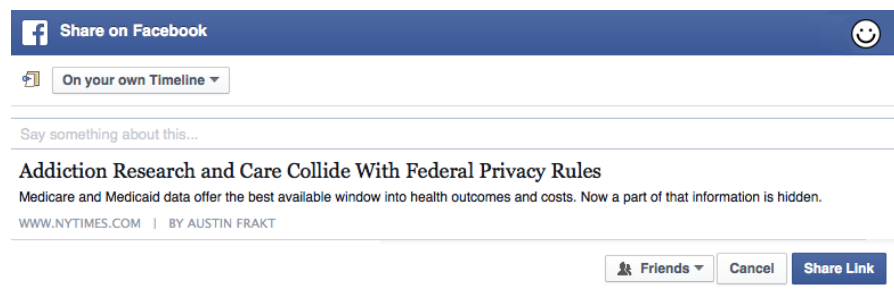 Share on Facebook
On your own Timeline
Say something about this...
Addiction Research and Care Collide With Federal Privacy Rules
Medicare and Medicaid data offer the best available window into health outcomes and costs. Now a part of that information is hidden.
WWW.NYTIMES.COM | BY AUSTIN FRAKT
Friends Cancel Share Link